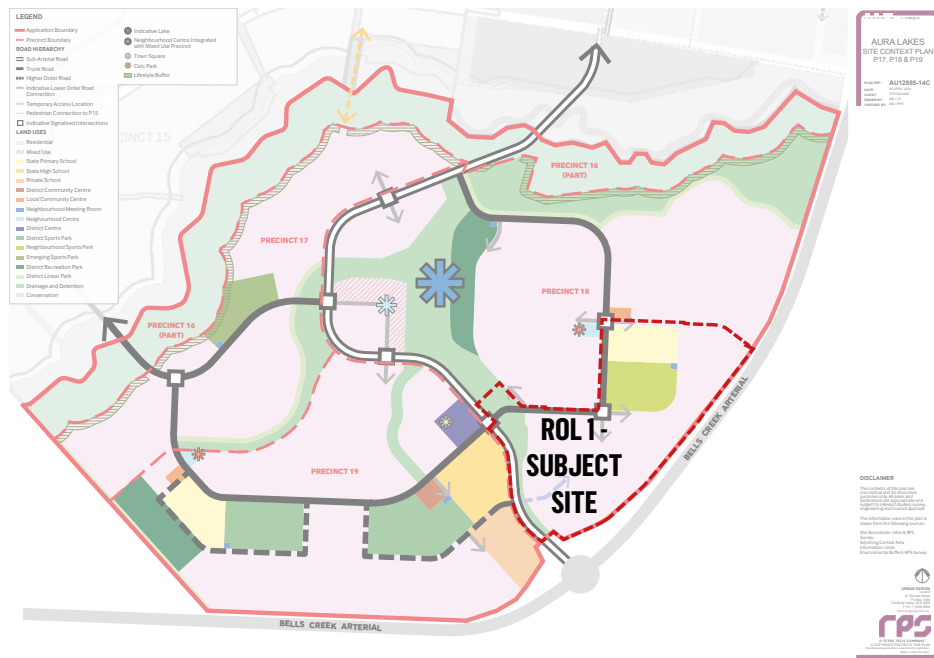 LEGEND
Application Boundary
Precinct Boundary
ROAD HIERARCHY
Sub-Arterial Road
Trunk Road
Higher Order Road
Indicative Lower Order Road
Connection
Temporary Access Location
Pedestrian Connection to P15
Indicative Signalised Intersections
LAND USES
Residential
Mixed Use
State Primary School
State High School
Private School
District Community Centre
Local Community Centre
Neighbourhood Meeting Room
Neighbourhood Centre
District Centre
District Sports Park
Neighbourhood Sports Park
Emerging Sports Park
District Recreation Park
District Linear Park
Drainage and Detention
Conservation
Indicative Lake
Neighbourhood Centre Integrated
with Mixed Use Precinct
Town Square
Civic Park
Lifestyle Buffer
PRECINCT 16
(PART)
PRECINCT 17
PRECINCT 18
PRECINCT 16
(PART)
PRECINCT 19
ROL 1 -
SUBJECT
SITE
BELLS CREEK ARTERIAL
BELLS CREEK ARTERIAL
AURA LAKES
SITE CONTEXT PLAN
P17, P18 & P19
AU12885-14C
DISCLAIMER
URBAN DESIGN
rps
A TETRA TECH COMPANY